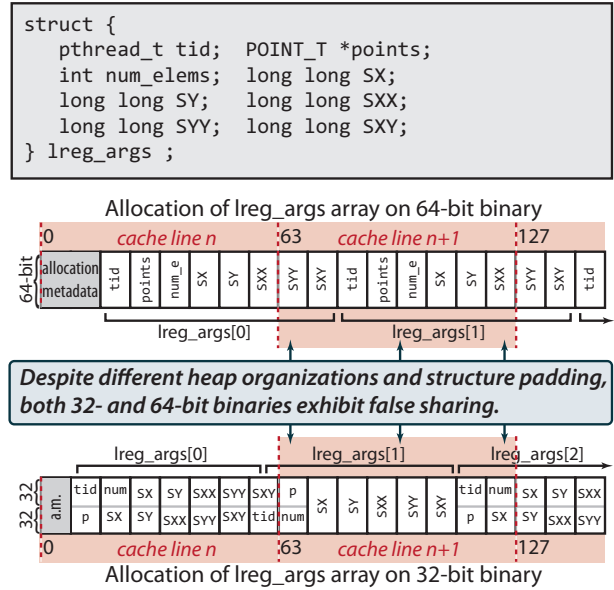 struct {
pthread_t tid; POINT_T *points;
int num_elems; long long SX;
long long SY; long long SXX;
long long SYY; long long SXY;
} lreg_args ;
Allocation of lreg_args array on 64-bit binary
0 cache line n 63 cache line n+1 127
64-bit
allocation metadata tid points num_e SX SY SXX SYY SXY tid points num_e SX SY SXX SYY SXY tid
lreg_args[0] lreg_args[1]
Despite different heap organizations and structure padding,
both 32- and 64-bit binaries exhibit false sharing.
lreg_args[0] lreg_args[1] lreg_args[2]
32 a.m. tid num SX SY SXX SYY SXY p SX SY SXX SYY SXY tid num SX SY SXX
32 p SX SY SXX SYY SXY tid num p SX SY SXX SYY
0 cache line n 63 cache line n+1 127
Allocation of lreg_args array on 32-bit binary